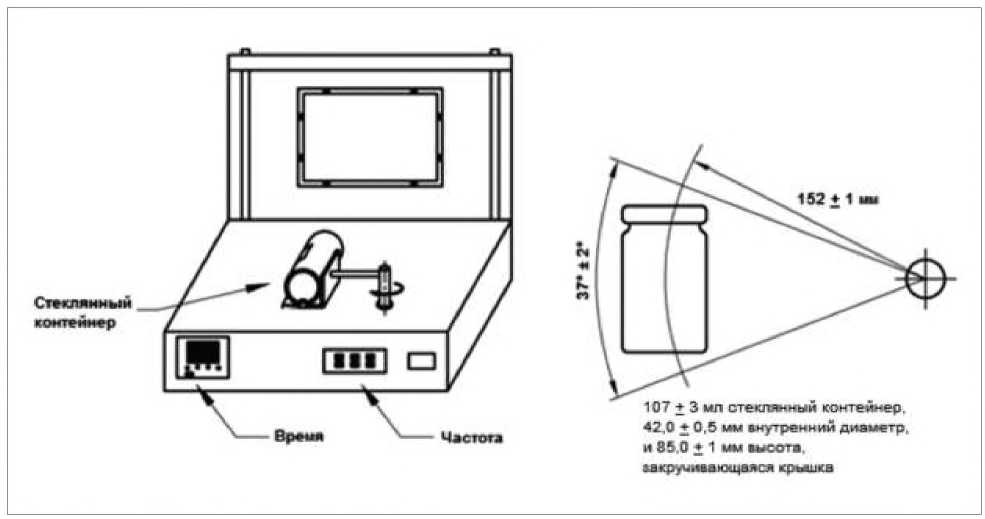 Стеклянный
контейнер
Время
Частота
152 ± 1 мм
37° ± 2°
107 ± 3 мл стеклянный контейнер,
42,0 ± 0,5 мм внутренний диаметр,
и 85,0 ± 1 мм высота,
закручивающаяся крышка